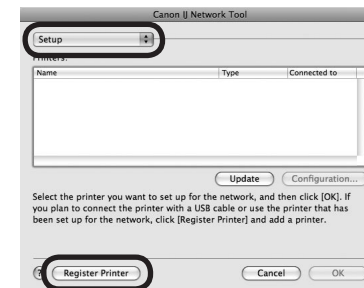 Canon IJ Network Tool
Setup
Printers:
Name Type Connected to
Update Configuration...
Select the printer you want to set up for the network, and then click [OK]. If
you plan to connect the printer with a USB cable or use the printer that has
been set up for the network, click [Register Printer] and add a printer.
? Register Printer Cancel OK